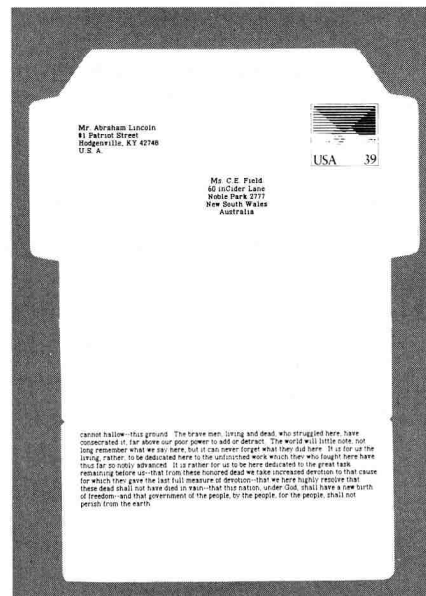 Mr. Abraham Lincoln
#1 Patriot Street
Hodgenville, KY 42748
U. S. A.
USA 39
Ms. C.E. Field
60 inCider Lane
Noble Park 2777
New South Wales
Australia
cannot hallow--this ground. The brave men, living and dead, who struggled here, have
consecrated it, far above our poor power to add or detract. The world will little note, not
long remember what we say here, but it can never forget what they did here. It is for us the
living, rather, to be dedicated here to the unfinished work which they who fought here have
thus far so nobly advanced. It is rather for us to be here dedicated to the great task
remaining before us--that from these honored dead we take increased devotion to that cause
for which they gave the last full measure of devotion--that we here highly resolve that
these dead shall not have died in vain--that this nation, under God, shall have a new birth
of freedom--and that government of the people, by the people, for the people, shall not
perish from the earth.